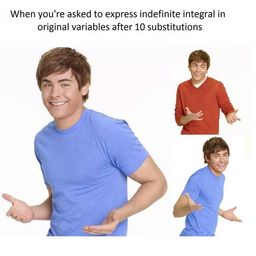 When you're asked to express indefinite integral in
original variables after 10 substitutions